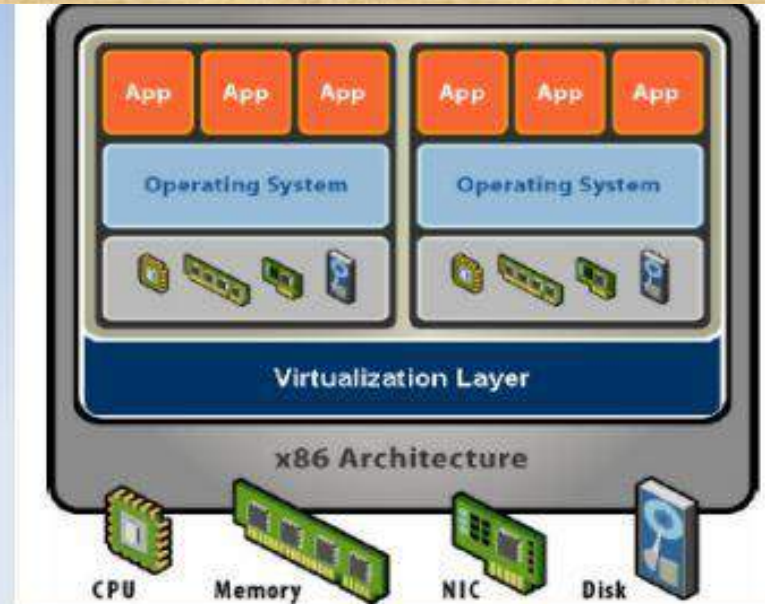 App App App App App App
Operating System Operating System
Virtualization Layer
x86 Architecture
CPU Memory NIC Disk